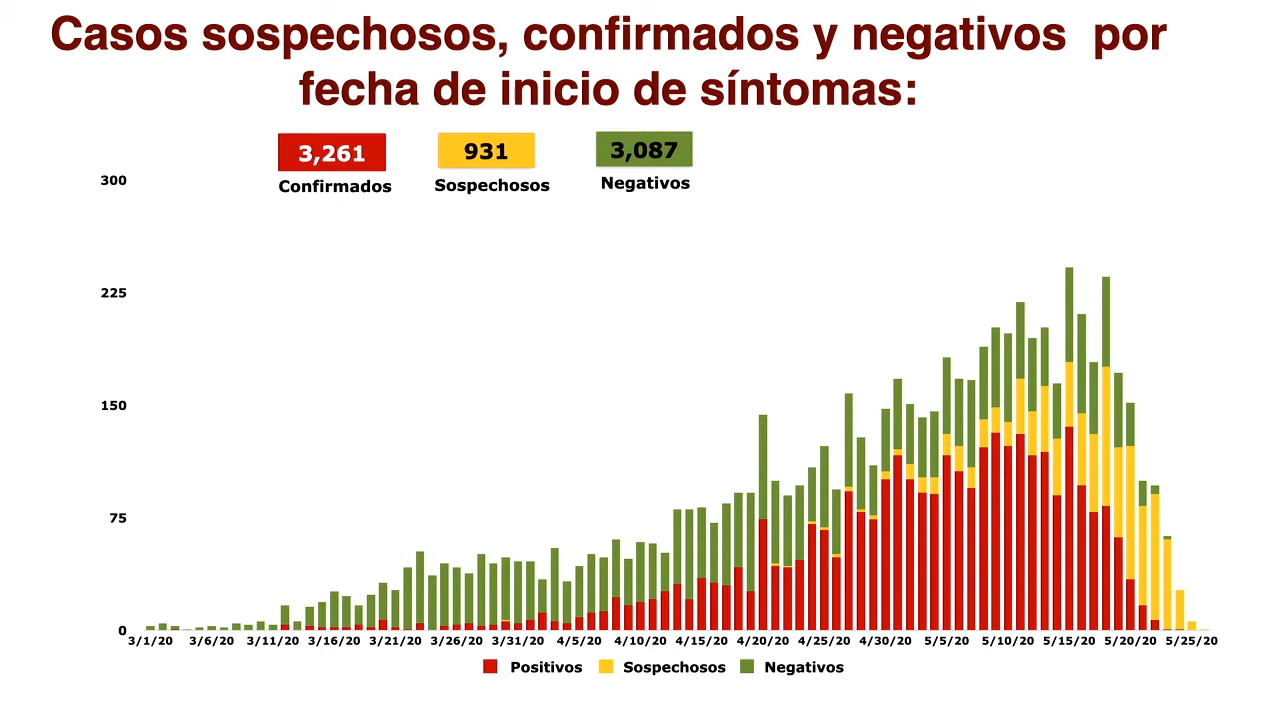 Casos sospechosos, confirmados y negativos  por
fecha de inicio de síntomas:
3,261
931
3,087
Confirmados
Sospechosos
Negativos
300
225
150
75
0
3/1/20 3/6/20 3/11/20 3/16/20 3/21/20 3/26/20 3/31/20 4/5/20 4/10/20 4/15/20 4/20/20 4/25/20 4/30/20 5/5/20 5/10/20 5/15/20 5/20/20 5/25/20
Positivos Sospechosos Negativos